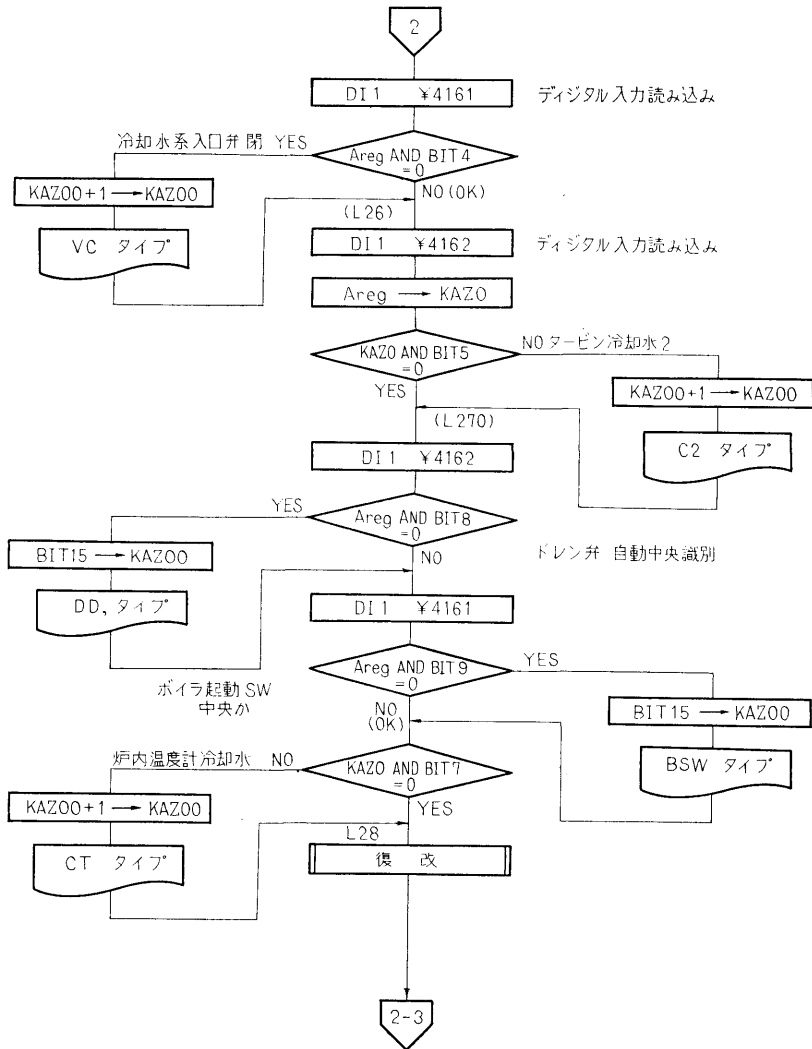 2
DI1 ¥4161 ディジタル入力読み込み
冷却水系入口弁閉 YES
Areg AND BIT4
=0
NO(OK)
KAZ00+1→KAZ00
(L26)
VC タイプ
DI1 ¥4162 ディジタル入力読み込み
Areg → KAZ0
KAZ0 AND BIT5
=0
NO タービン冷却水2
YES
KAZ00+1→KAZ00
(L270)
C2 タイプ
DI1 ¥4162
YES
Areg AND BIT8
=0
ドレン弁 自動中央識別
NO
BIT15→KAZ00
DD, タイプ
DI1 ¥4161
Areg AND BIT9
=0
YES
ボイラ起動SW
中央か
NO
(OK)
BIT15→KAZ00
BSW タイプ
炉内温度計冷却水 NO
KAZ0 AND BIT7
=0
YES
KAZ00+1→KAZ00
L28
CT タイプ
復改
2-3